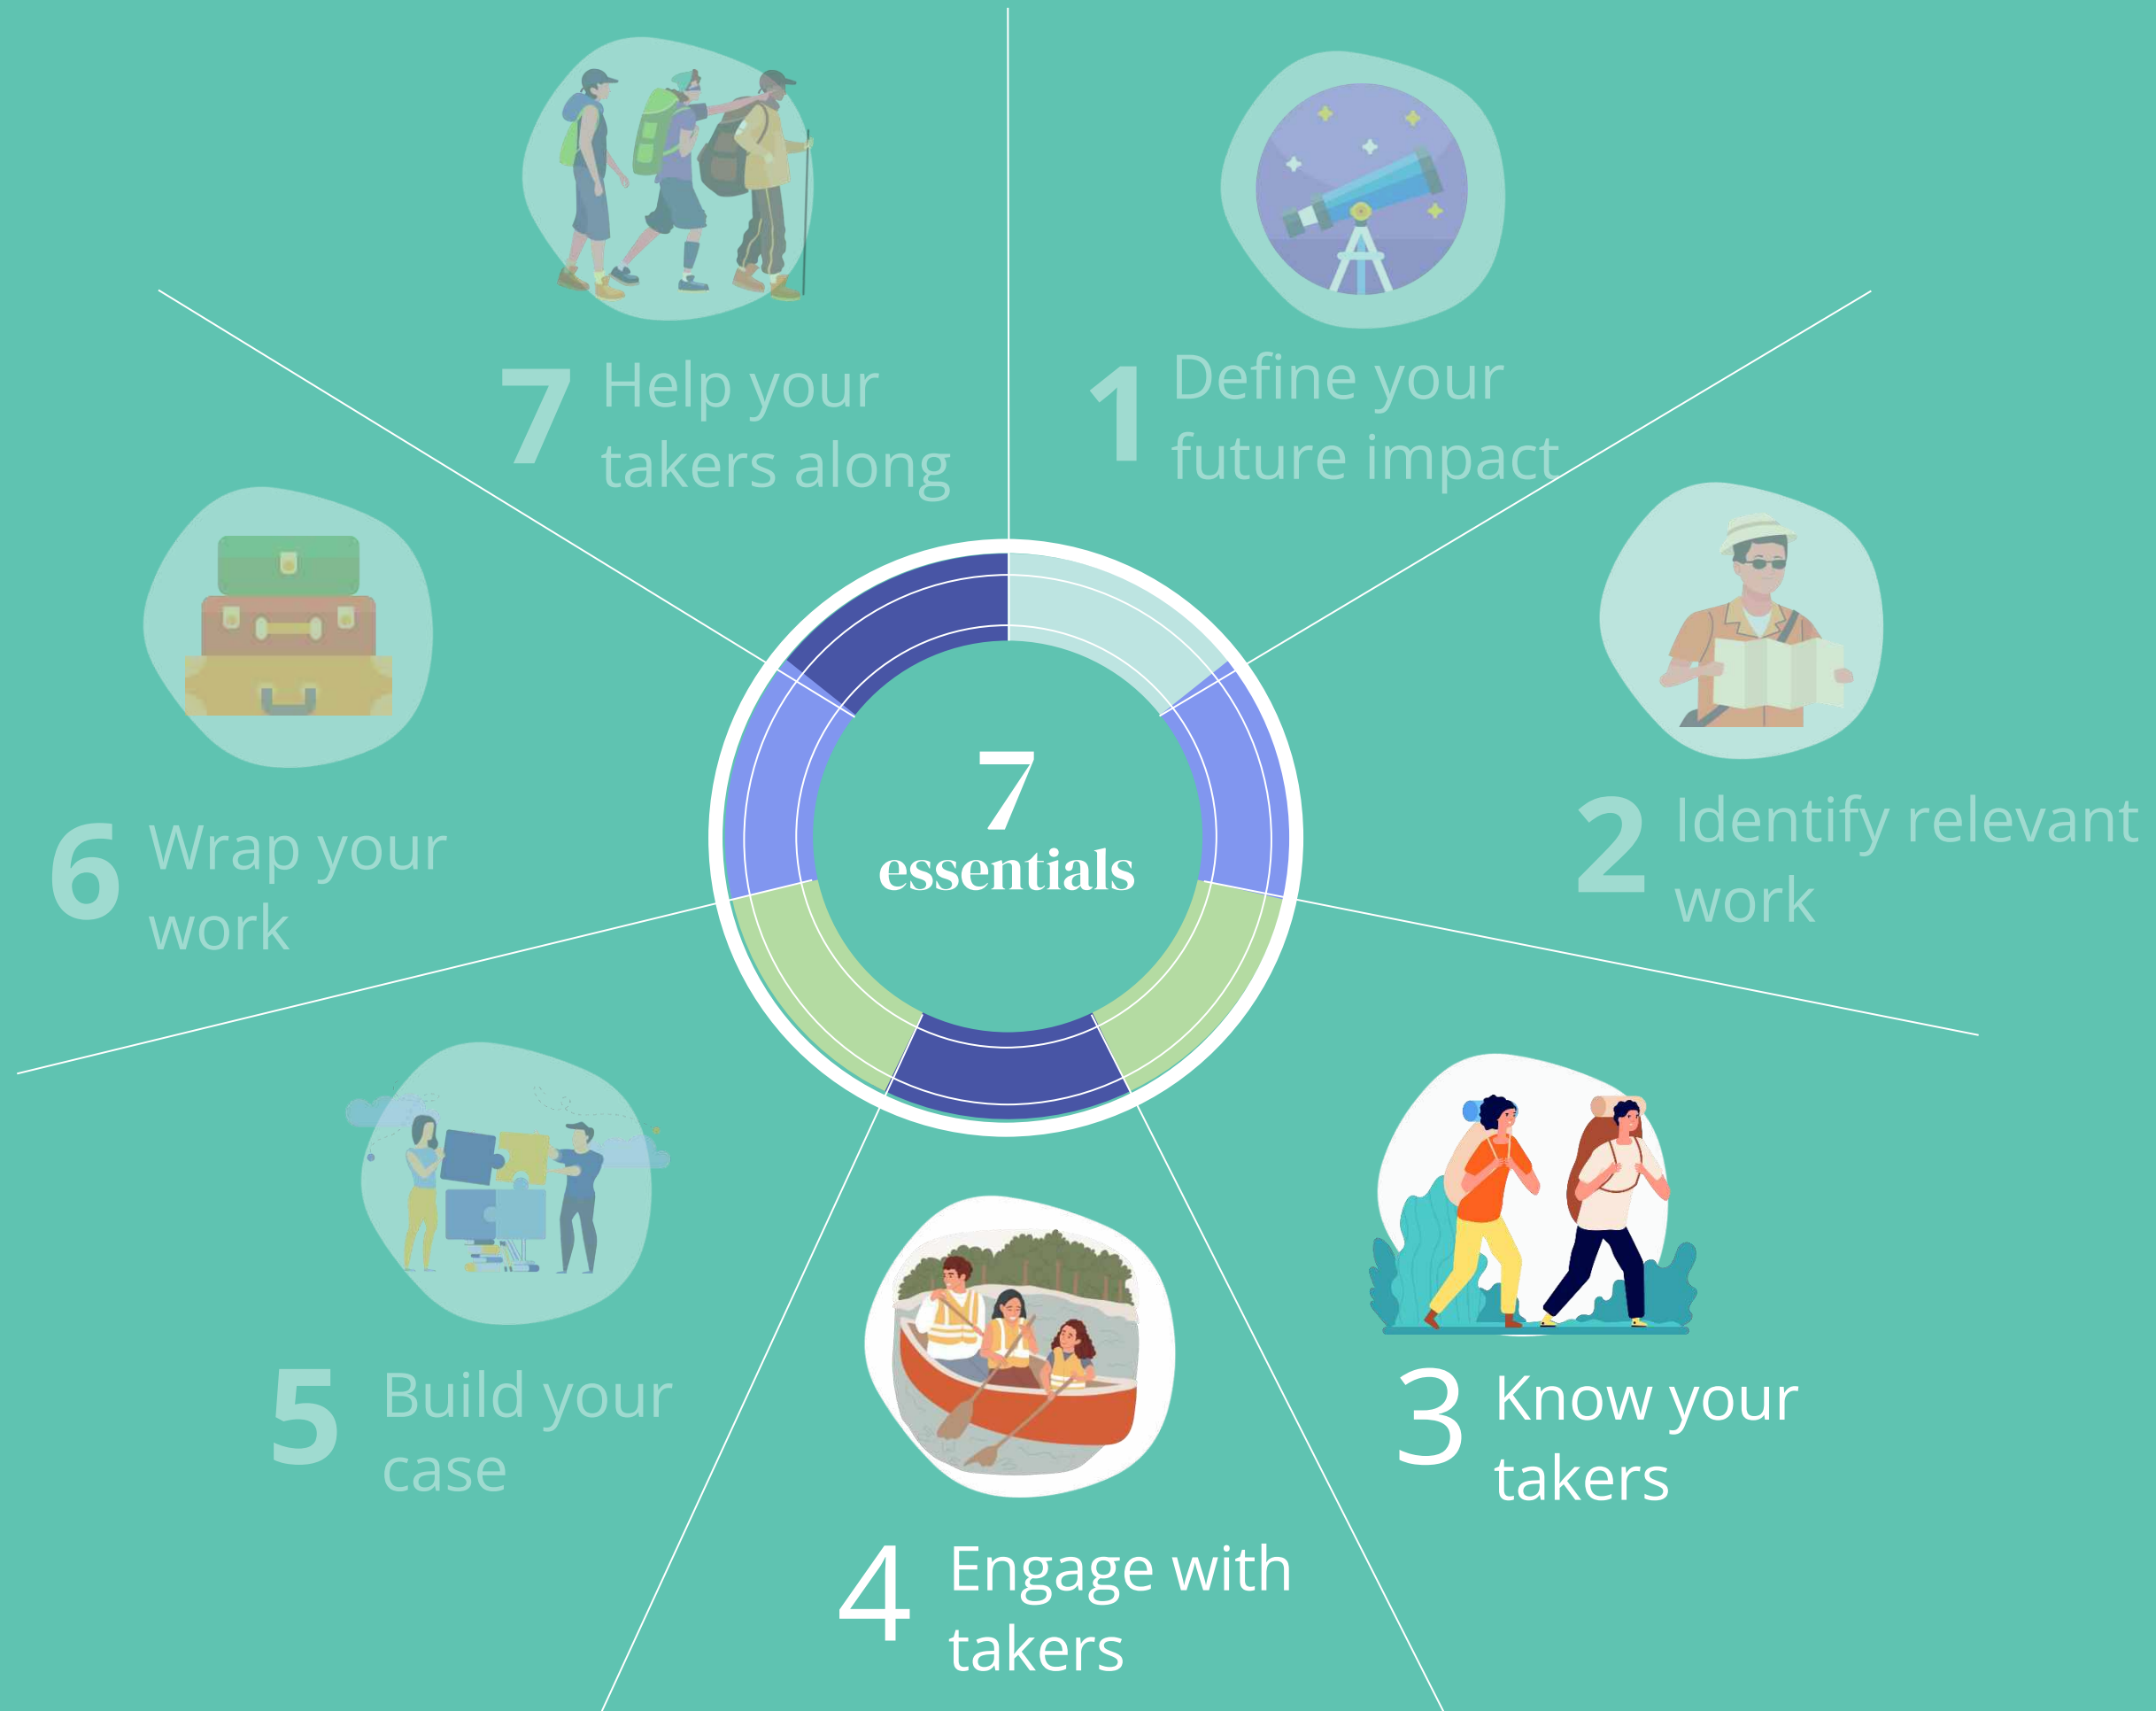 7
essentials
1
Define your
future impact
2
Identify relevant
work
3
Know your
takers
4
Engage with
takers
5
Build your
case
6
Wrap your
work
7
Help your
takers along